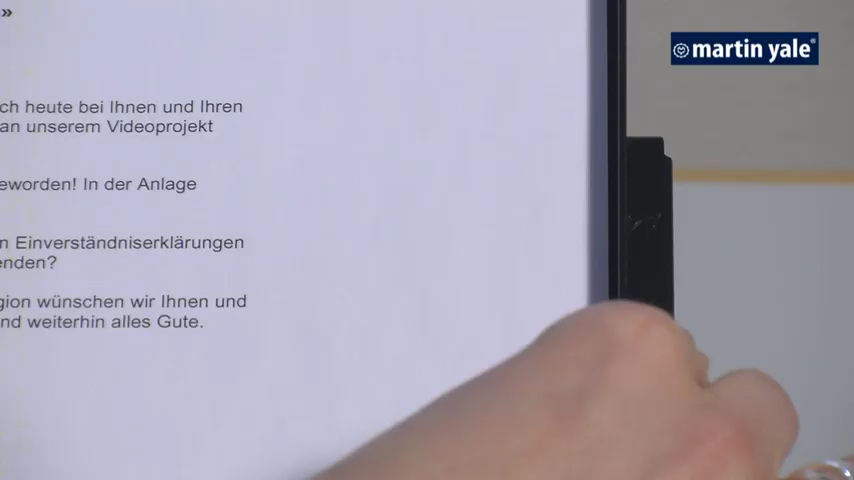 »
martin yale®
ch heute bei Ihnen und Ihren
an unserem Videoprojekt
eworden! In der Anlage
n Einverständniserklärungen
enden?
gion wünschen wir Ihnen und
nd weiterhin alles Gute.